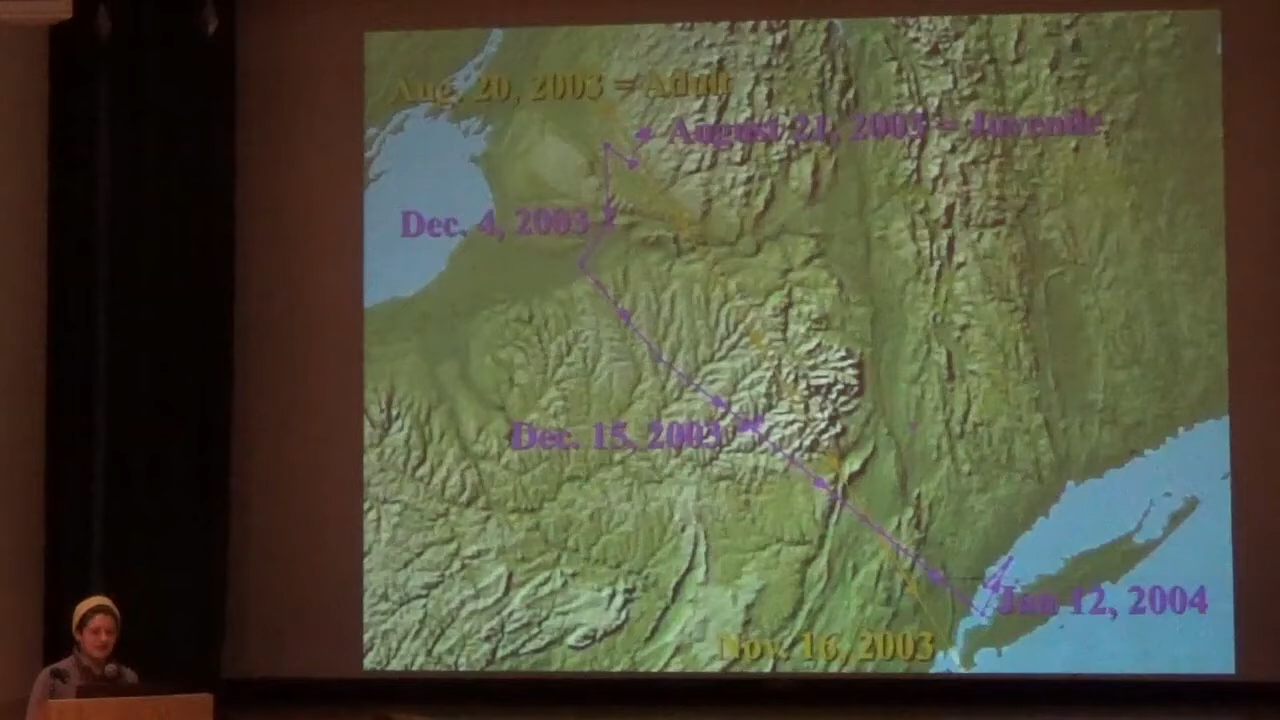 Aug. 20, 2003 = Adult
August 21, 2003 = Juvenile
Dec. 4, 2003
Dec. 15, 2003
Jan 12, 2004
Nov. 16, 2003